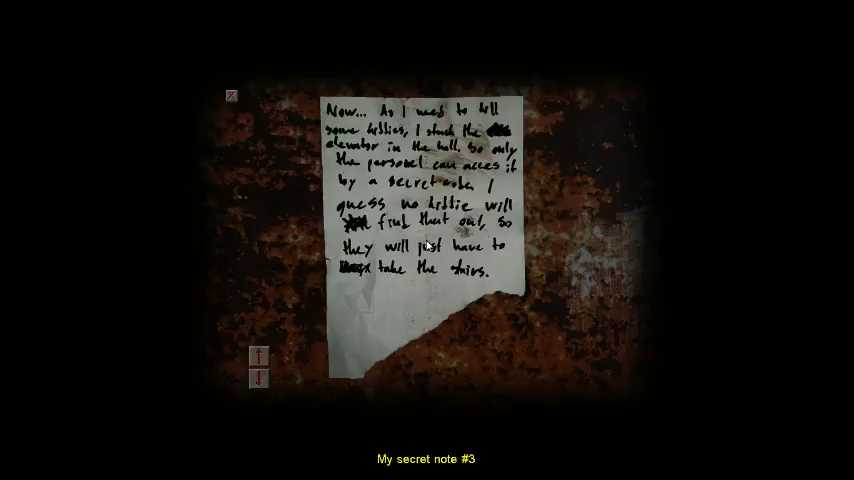 Now... As I need to kill
some kiddies, I stuck the
elevator in the hall. So only
the personel can acces it
by a secret code. I
guess no kiddie will
find that out, so
they will just have to
take the stairs.
My secret note #3